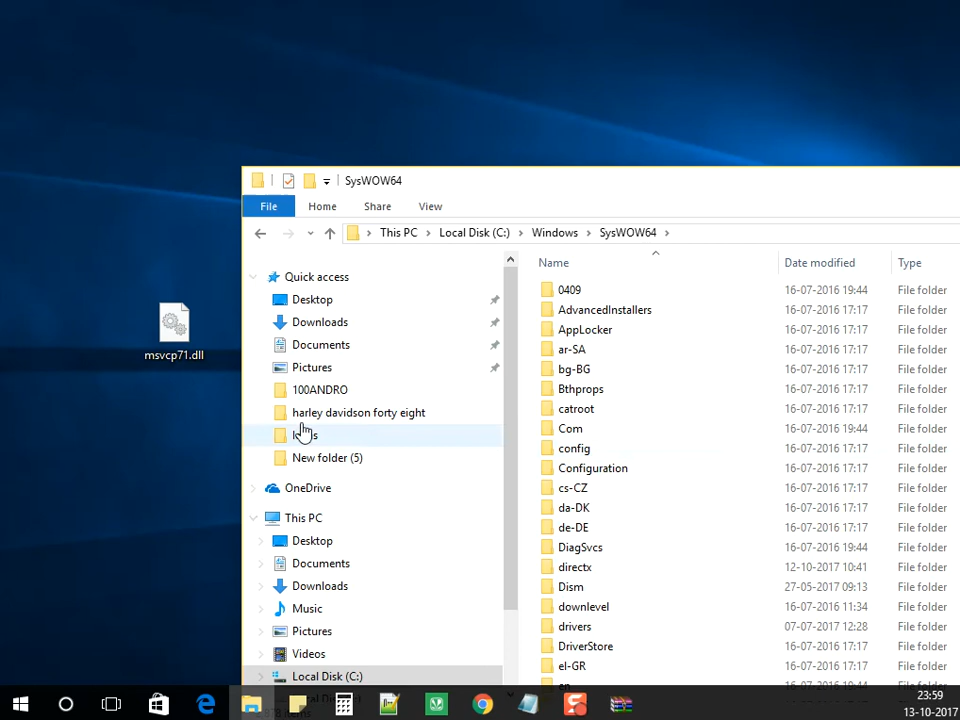 SysWOW64
File Home Share View
This PC Local Disk (C:) Windows SysWOW64
Name Date modified Type
Quick access
Desktop
Downloads
Documents
Pictures
100ANDRO
harley davidson forty eight
New folder (5)
OneDrive
This PC
Desktop
Documents
Downloads
Music
Pictures
Videos
Local Disk (C:)
0409 16-07-2016 19:44 File folder
AdvancedInstallers 16-07-2016 17:17 File folder
AppLocker 16-07-2016 17:17 File folder
ar-SA 16-07-2016 17:17 File folder
bg-BG 16-07-2016 17:17 File folder
Bthprops 16-07-2016 17:17 File folder
catroot 16-07-2016 17:17 File folder
Com 16-07-2016 19:44 File folder
config 16-07-2016 17:17 File folder
Configuration 16-07-2016 17:17 File folder
cs-CZ 16-07-2016 17:17 File folder
da-DK 16-07-2016 17:17 File folder
de-DE 16-07-2016 17:17 File folder
DiagSvcs 16-07-2016 19:44 File folder
directx 12-10-2017 10:41 File folder
Dism 27-05-2017 09:13 File folder
downlevel 16-07-2016 11:34 File folder
drivers 07-07-2017 12:28 File folder
DriverStore 16-07-2016 17:17 File folder
el-GR 16-07-2016 17:17 File folder
msvcp71.dll
23:59
13-10-2017